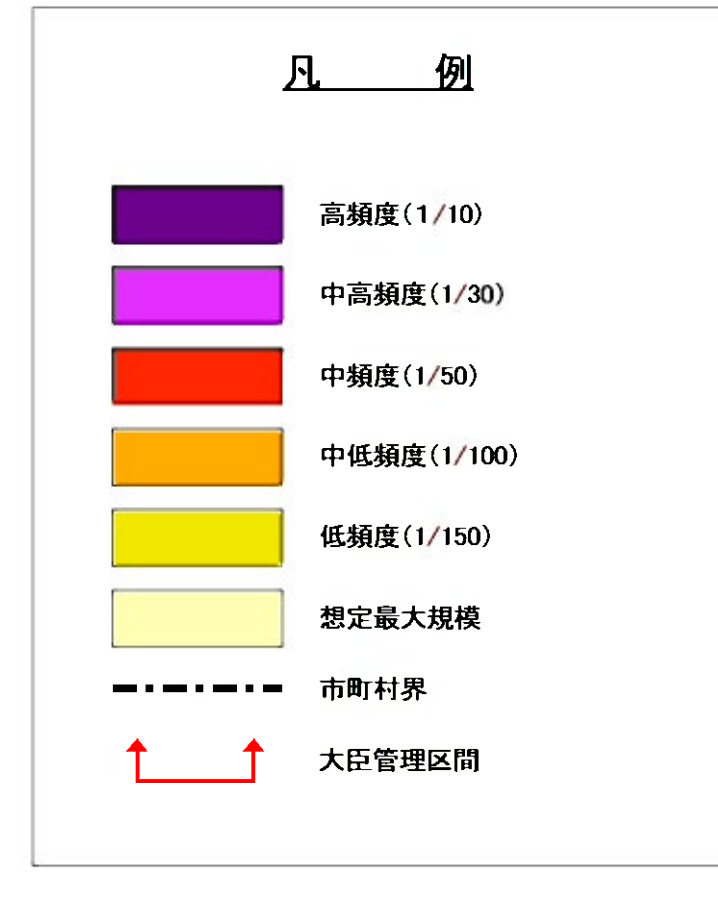 凡 例
高頻度(1/10)
中高頻度(1/30)
中頻度(1/50)
中低頻度(1/100)
低頻度(1/150)
想定最大規模
市町村界
大臣管理区間